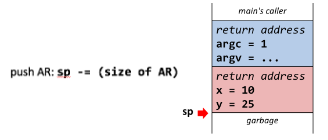 main's caller
return address
argc = 1
argv = ...
push AR: sp -= (size of AR)
return address
x = 10
y = 25
sp
garbage